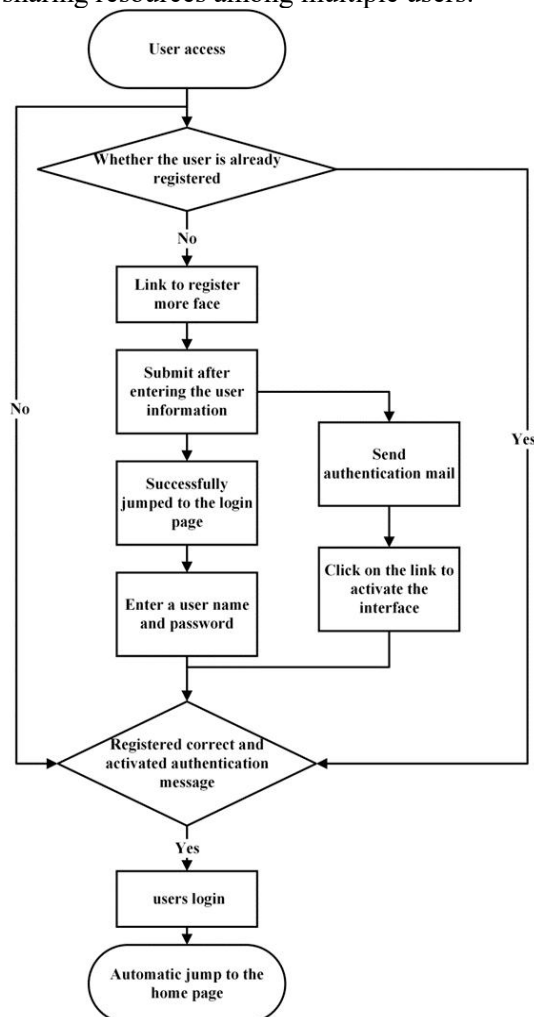 sharing resources among multiple users.
User access
Whether the user is already
registered
No
Link to register
more face
Submit after
entering the user
information
No
Yes
Send
authentication mail
Successfully
jumped to the login
page
Click on the link to
activate the
interface
Enter a user name
and password
Registered correct and
activated authentication
message
Yes
users login
Automatic jump to the
home page